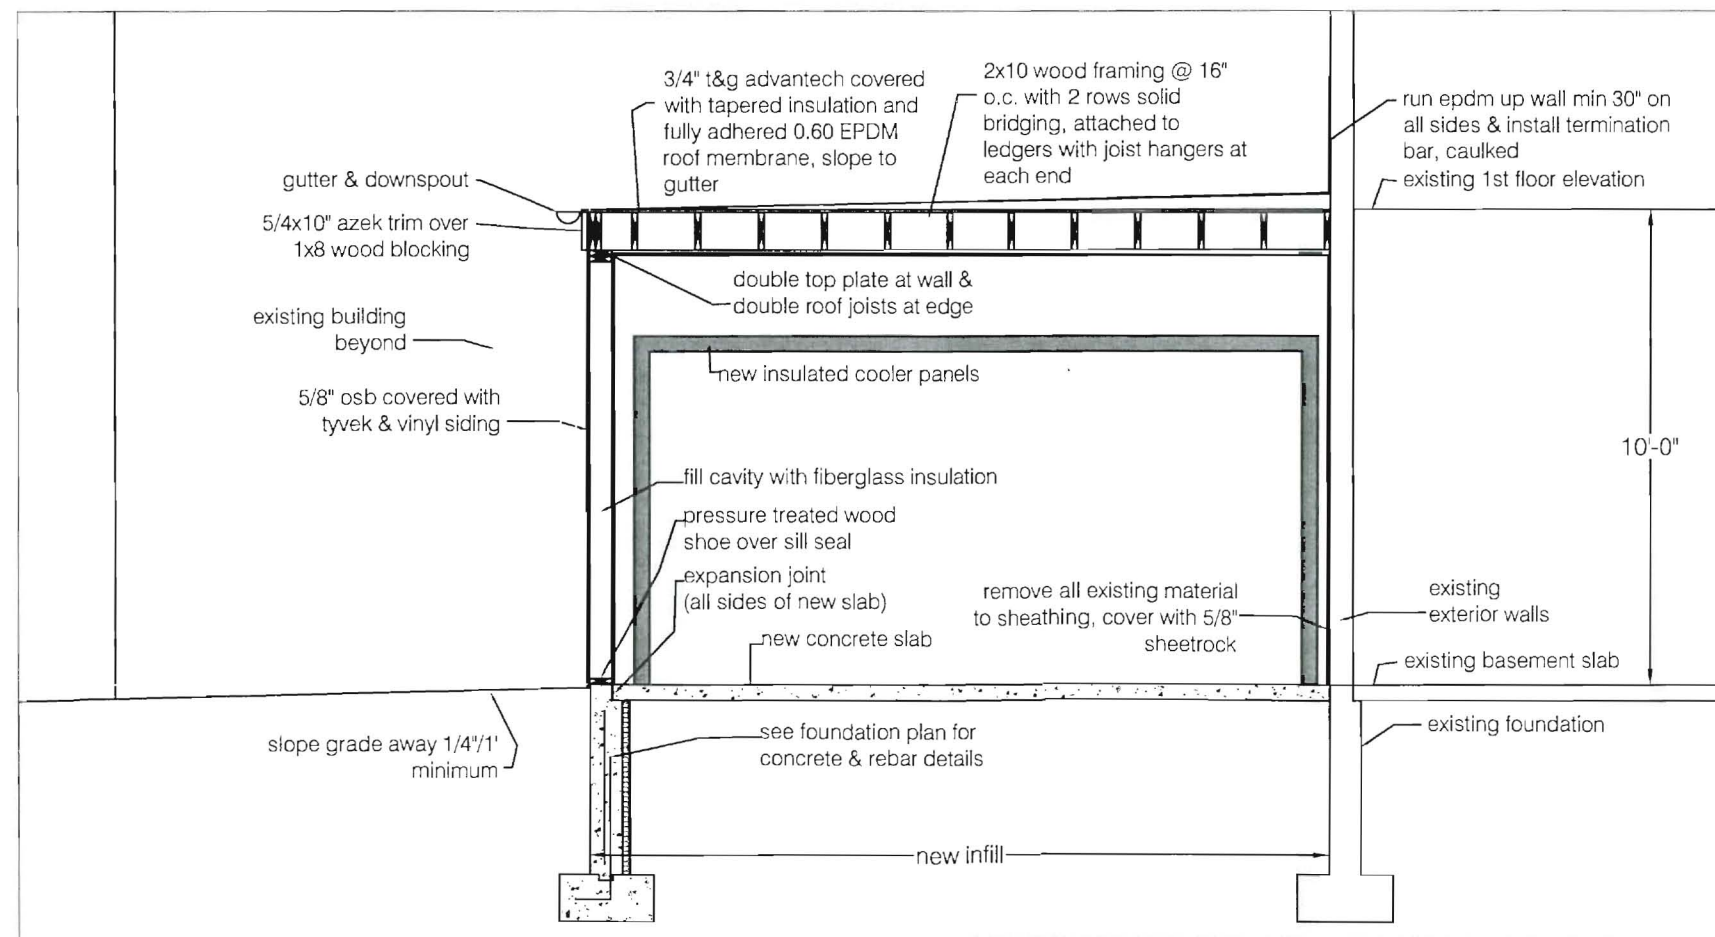 3/4" t&g advantech covered
with tapered insulation and
fully adhered 0.60 EPDM
roof membrane, slope to
gutter
2x10 wood framing @ 16"
o.c. with 2 rows solid
bridging, attached to
ledgers with joist hangers at
each end
run epdm up wall min 30" on
all sides & install termination
bar, caulked
existing 1st floor elevation
gutter & downspout
5/4x10" azek trim over
1x8 wood blocking
double top plate at wall &
double roof joists at edge
existing building
beyond
new insulated cooler panels
5/8" osb covered with
tyvek & vinyl siding
10'-0"
fill cavity with fiberglass insulation
pressure treated wood
shoe over sill seal
expansion joint
(all sides of new slab)
new concrete slab
remove all existing material
to sheathing, cover with 5/8"
sheetrock
existing
exterior walls
existing basement slab
slope grade away 1/4"/1'
minimum
see foundation plan for
concrete & rebar details
existing foundation
new infill